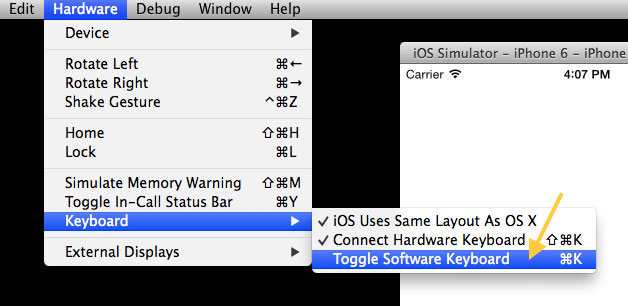 Edit Hardware Debug Window Help
Device ▶
Rotate Left ⌘←
Rotate Right ⌘→
Shake Gesture ^⌘Z
Home ⇧⌘H
Lock ⌘L
Simulate Memory Warning ⇧⌘M
Toggle In-Call Status Bar ⌘Y
Keyboard ▶
External Displays ▶
iOS Simulator – iPhone 6 – iPhone
Carrier 4:07 PM
✓ iOS Uses Same Layout As OS X
✓ Connect Hardware Keyboard ⇧⌘K
Toggle Software Keyboard ⌘K